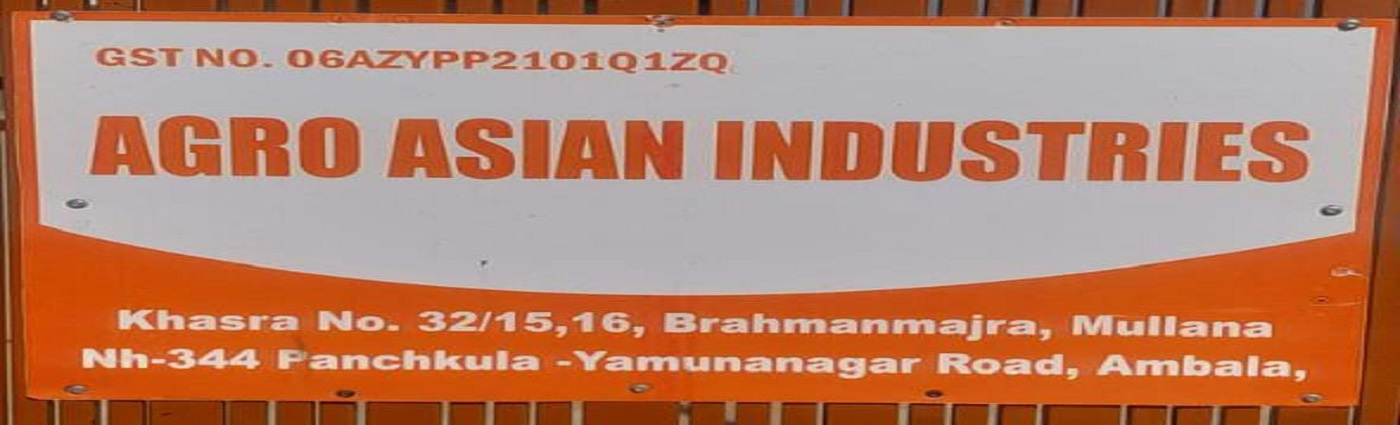 GST NO. 06AZYPP2101Q1ZQ
AGRO ASIAN INDUSTRIES
Khasra No. 32/15,16, Brahmanmajra, Mullana
Nh-344 Panchkula -Yamunanagar Road, Ambala,